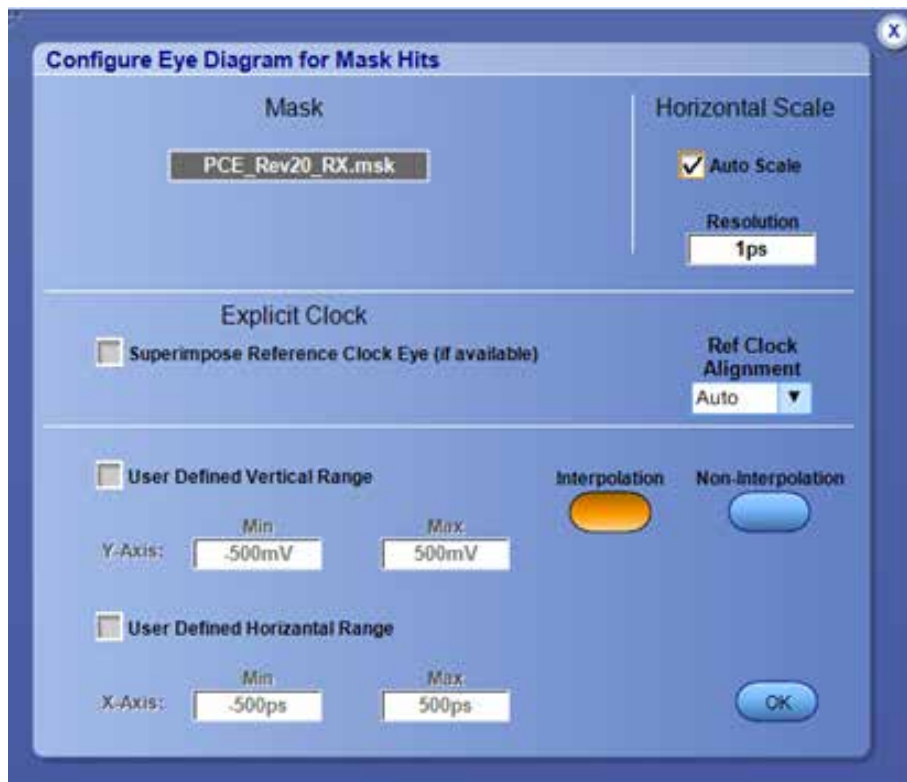 X
Configure Eye Diagram for Mask Hits
Mask
Horizontal Scale
PCE_Rev20_RX.msk
Auto Scale
Resolution
1ps
Explicit Clock
Superimpose Reference Clock Eye (if available)
Ref Clock
Alignment
Auto
User Defined Vertical Range
Interpolation
Non-Interpolation
Min
Max
Y-Axis:
-500mV
500mV
User Defined Horizantal Range
Min
Max
X-Axis:
-500ps
500ps
OK